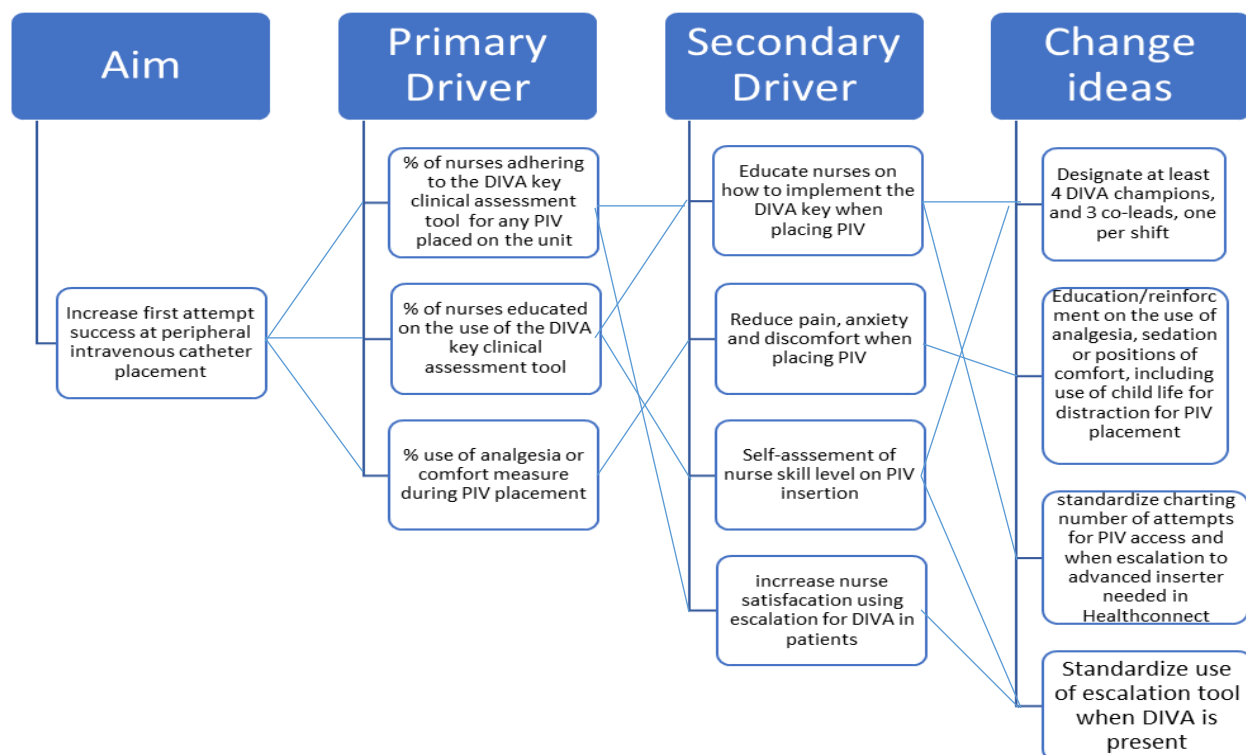 Aim
Primary
Driver
Secondary
Driver
Change
ideas
Increase first attempt
success at peripheral
intravenous catheter
placement
% of nurses adhering
to the DIVA key
clinical assessment
tool for any PIV
placed on the unit
% of nurses educated
on the use of the DIVA
key clinical
assessment tool
% use of analgesia or
comfort measure
during PIV placement
Educate nurses on
how to implement the
DIVA key when
placing PIV
Reduce pain, anxiety
and discomfort when
placing PIV
Self-asssement of
nurse skill level on PIV
insertion
incrrease nurse
satisfacation using
escalation for DIVA in
patients
Designate at least
4 DIVA champions,
and 3 co-leads, one
per shift
Education/reinforc
ment on the use of
analgesia, sedation
or positions of
comfort, including
use of child life for
distraction for PIV
placement
standardize charting
number of attempts
for PIV access and
when escalation to
advanced inserter
needed in
Healthconnect
Standardize use
of escalation tool
when DIVA is
present